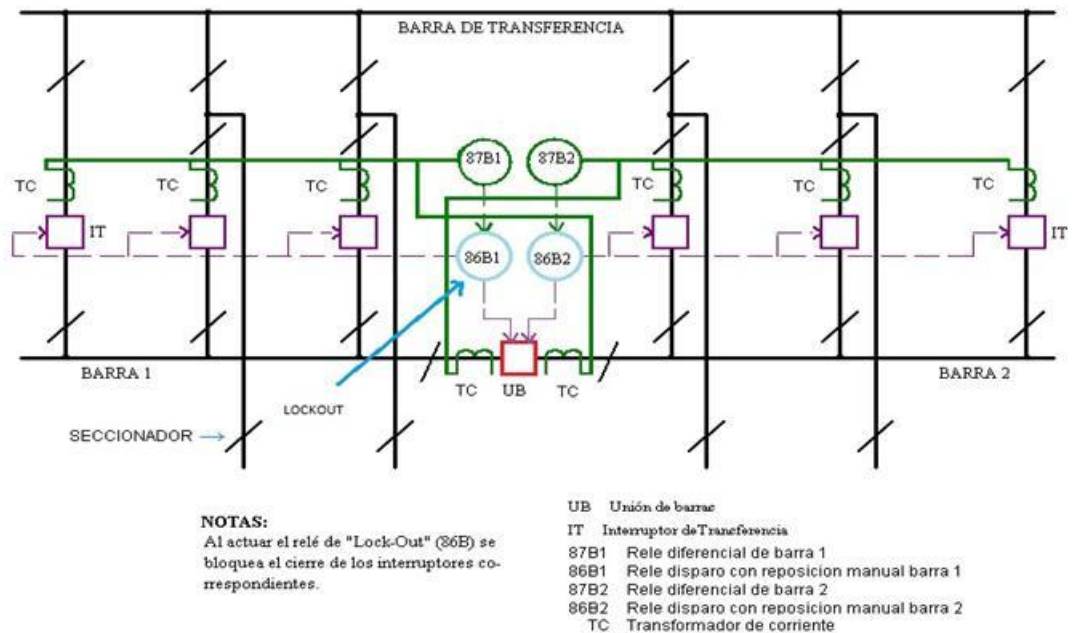 BARRA DE TRANSFERENCIA
87B1
87B2
TC
TC
TC
TC
TC
TC
IT
IT
86B1
86B2
BARRA 1
BARRA 2
TC
UB
TC
LOCKOUT
SECCIONADOR
NOTAS:
Al actuar el relé de "Lock-Out" (86B) se
bloquea el cierre de los interruptores co-
rrespondientes.
UB Unión de barras
IT Interruptor de Transferencia
87B1 Rele diferencial de barra 1
86B1 Rele disparo con reposicion manual barra 1
87B2 Rele diferencial de barra 2
86B2 Rele disparo con reposicion manual barra 2
TC Transformador de corriente